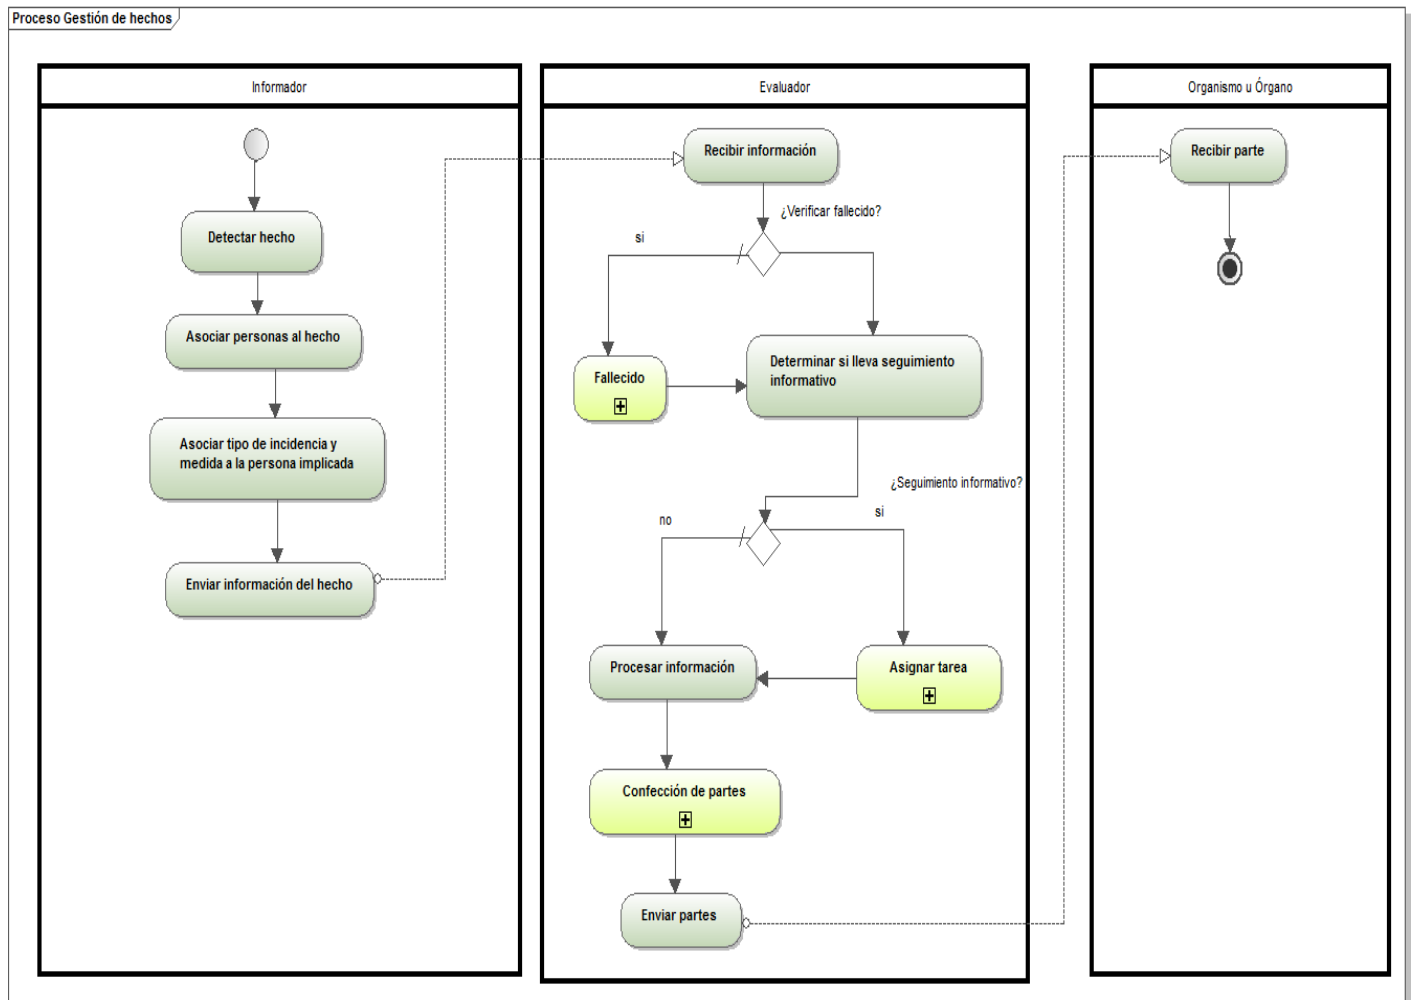 Proceso Gestión de hechos
Informador
Detectar hecho
Asociar personas al hecho
Asociar tipo de incidencia y
medida a la persona implicada
Enviar información del hecho
Evaluador
Recibir información
¿Verificar fallecido?
si
Fallecido
Determinar si lleva seguimiento
informativo
¿Seguimiento informativo?
no
si
Procesar información
Asignar tarea
Confección de partes
Enviar partes
Organismo u Órgano
Recibir parte